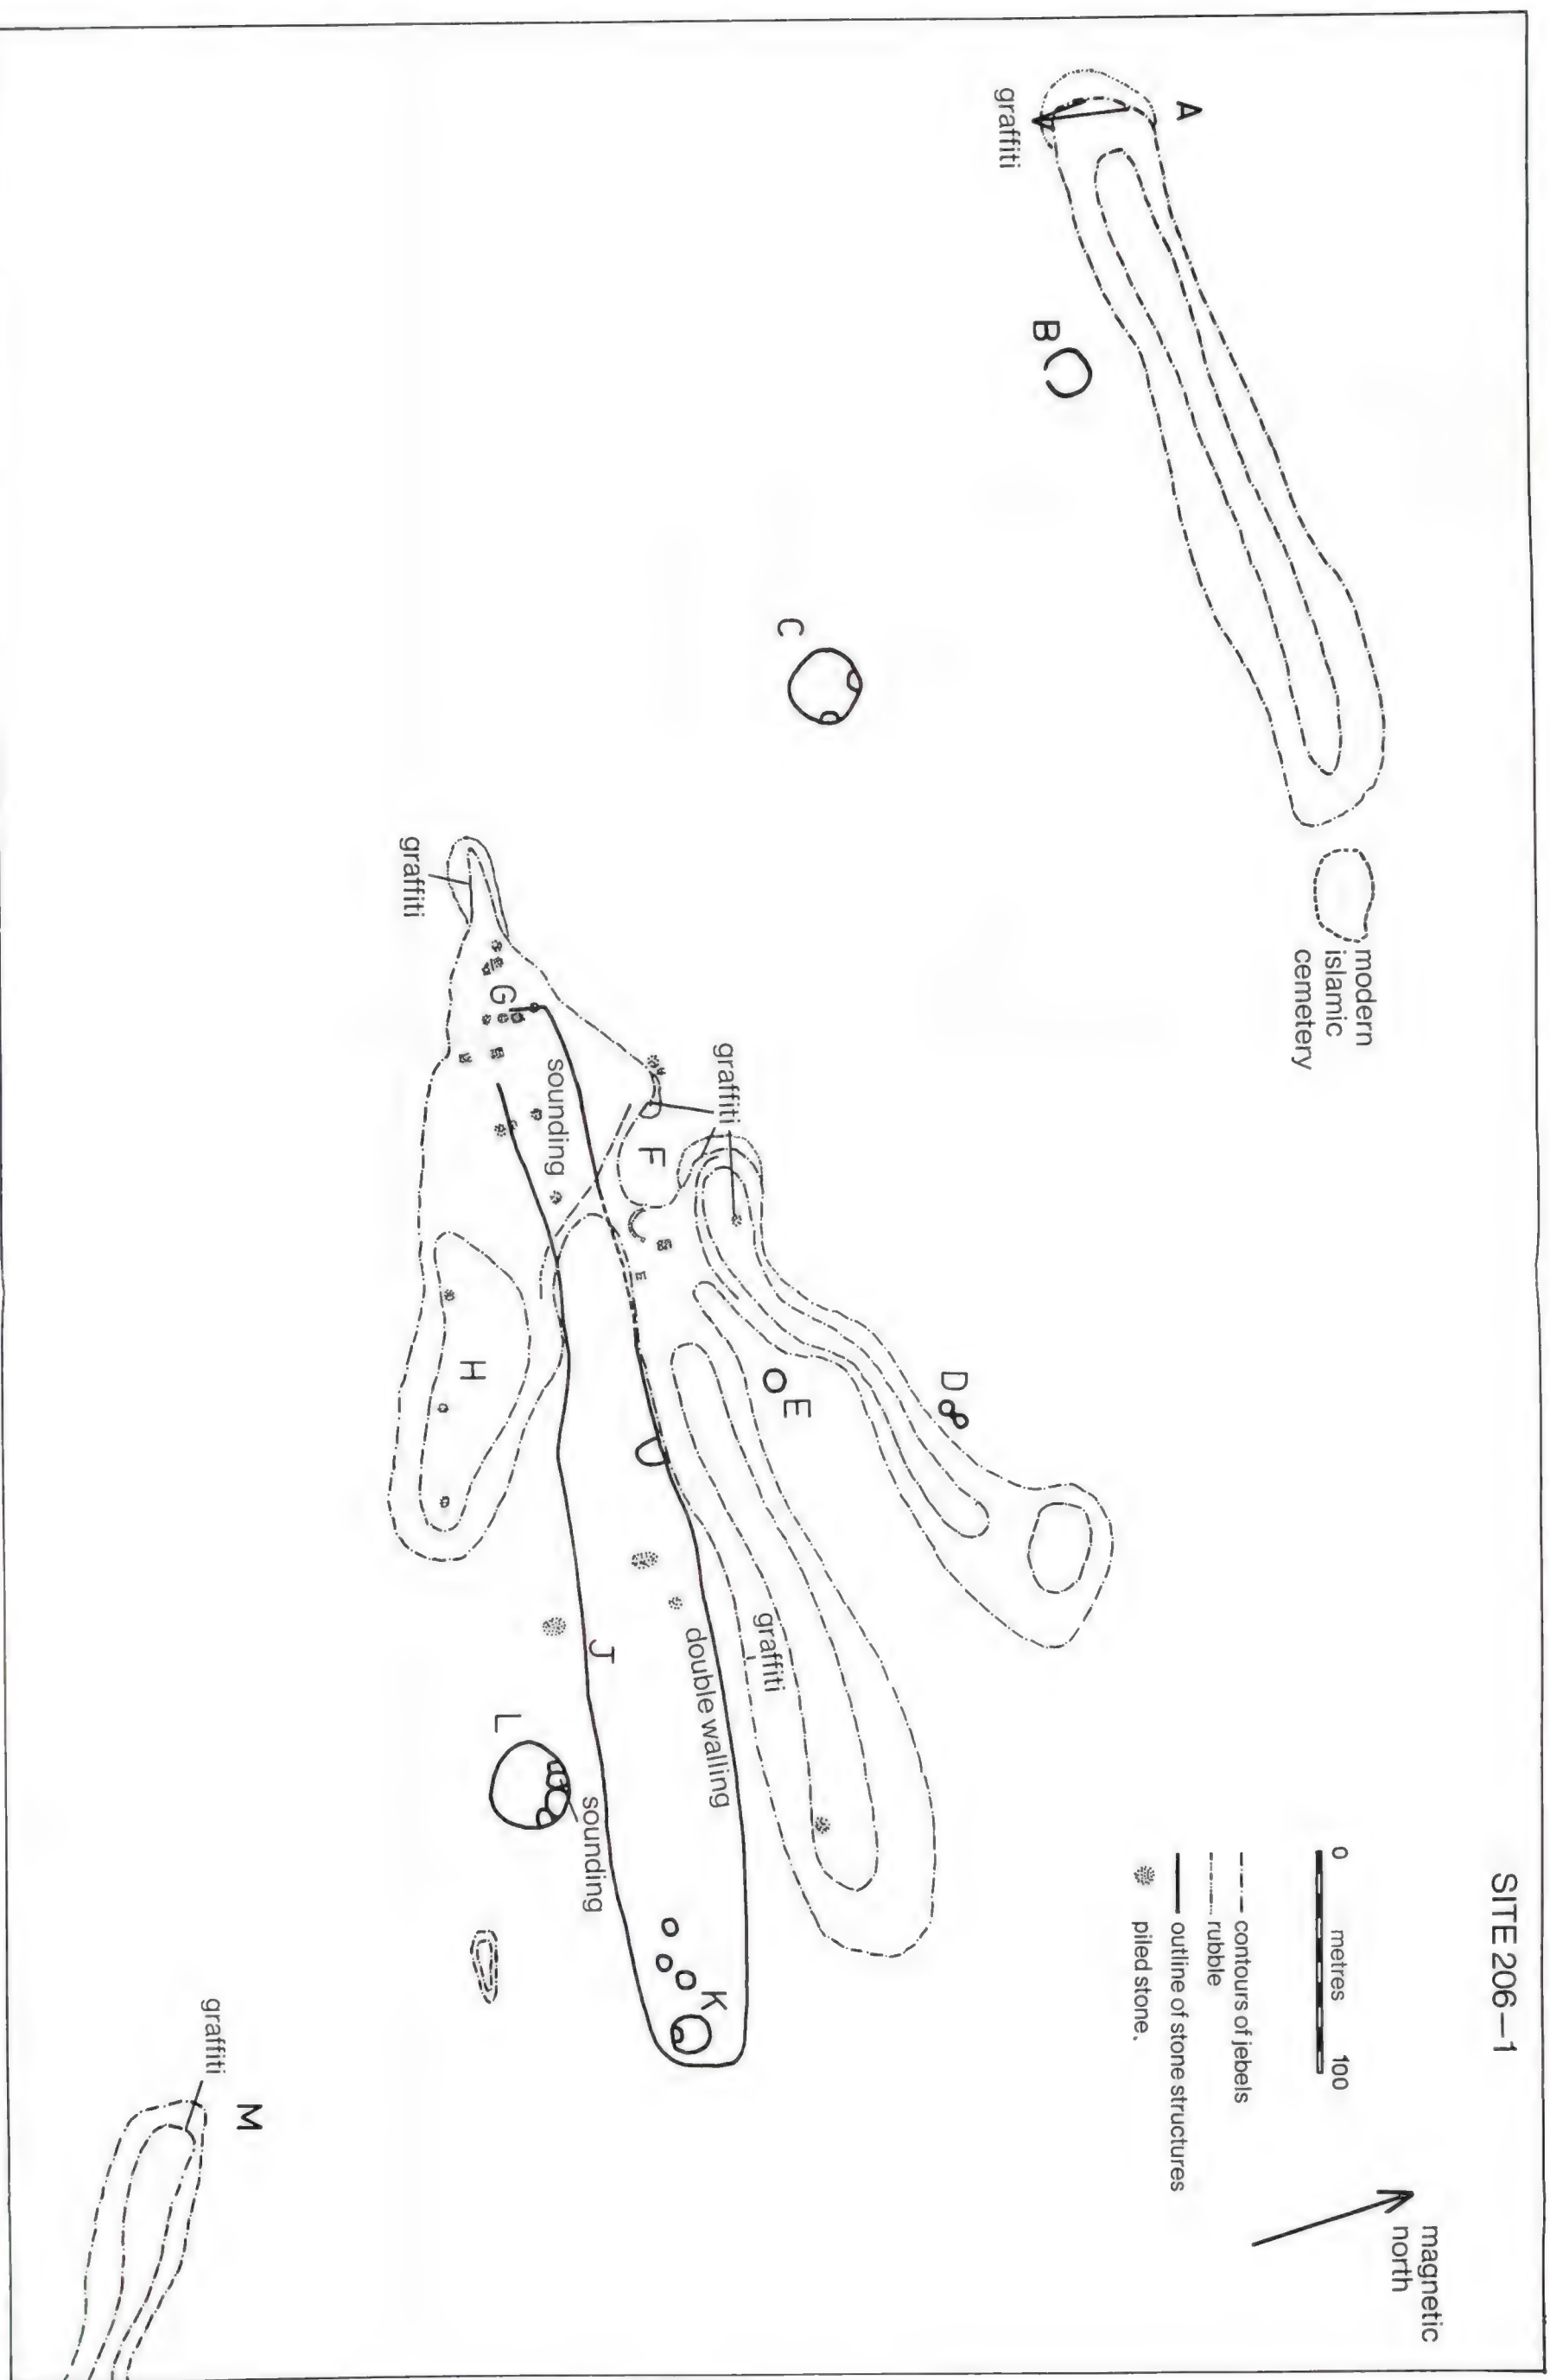 SITE 206—1
magnetic
north
0 metres 100
contours of jebels
rubble
outline of stone structures
piled stone.
A
graffiti
B
C
modern
islamic
cemetery
graffiti
G
sounding
graffiti
F
D
E
H
graffiti
double walling
J
L
sounding
K
graffiti
M